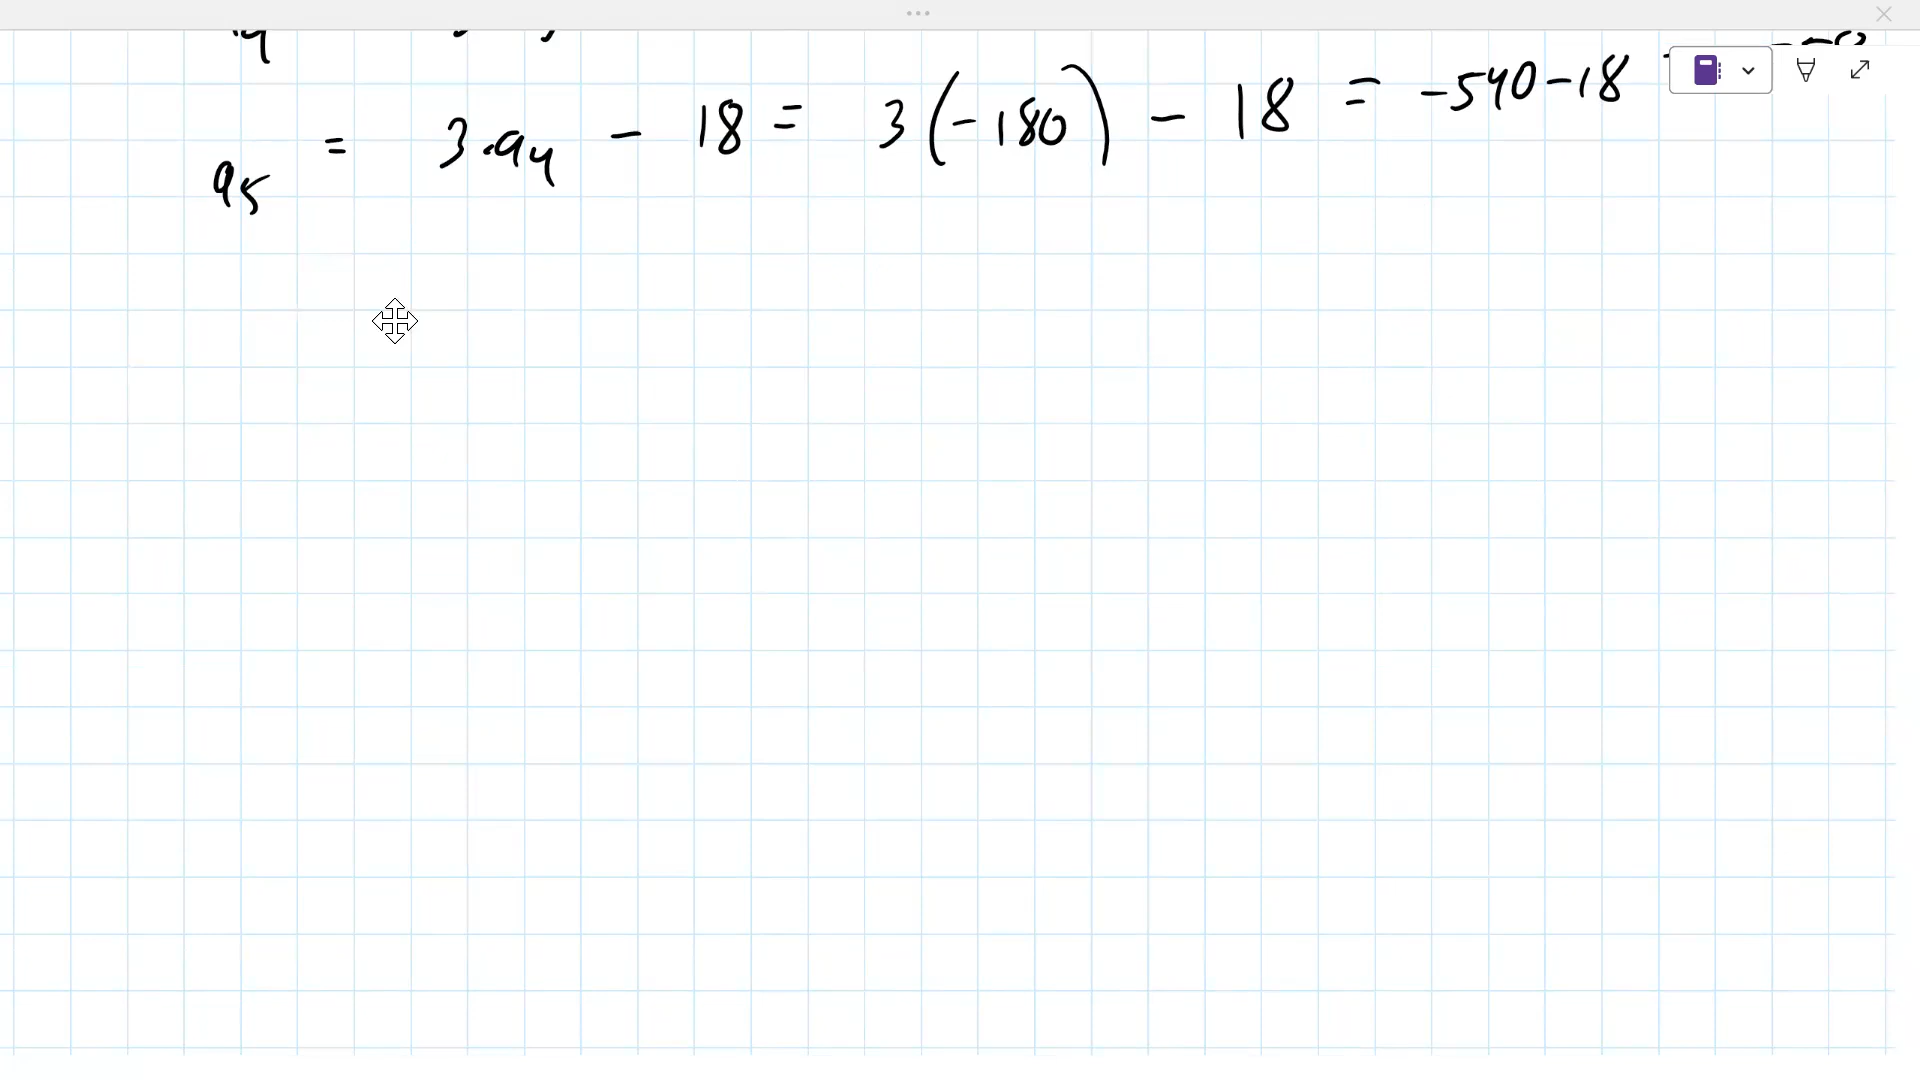 a₅ = 3·a₄ - 18 = 3(-180) - 18 = -540-18